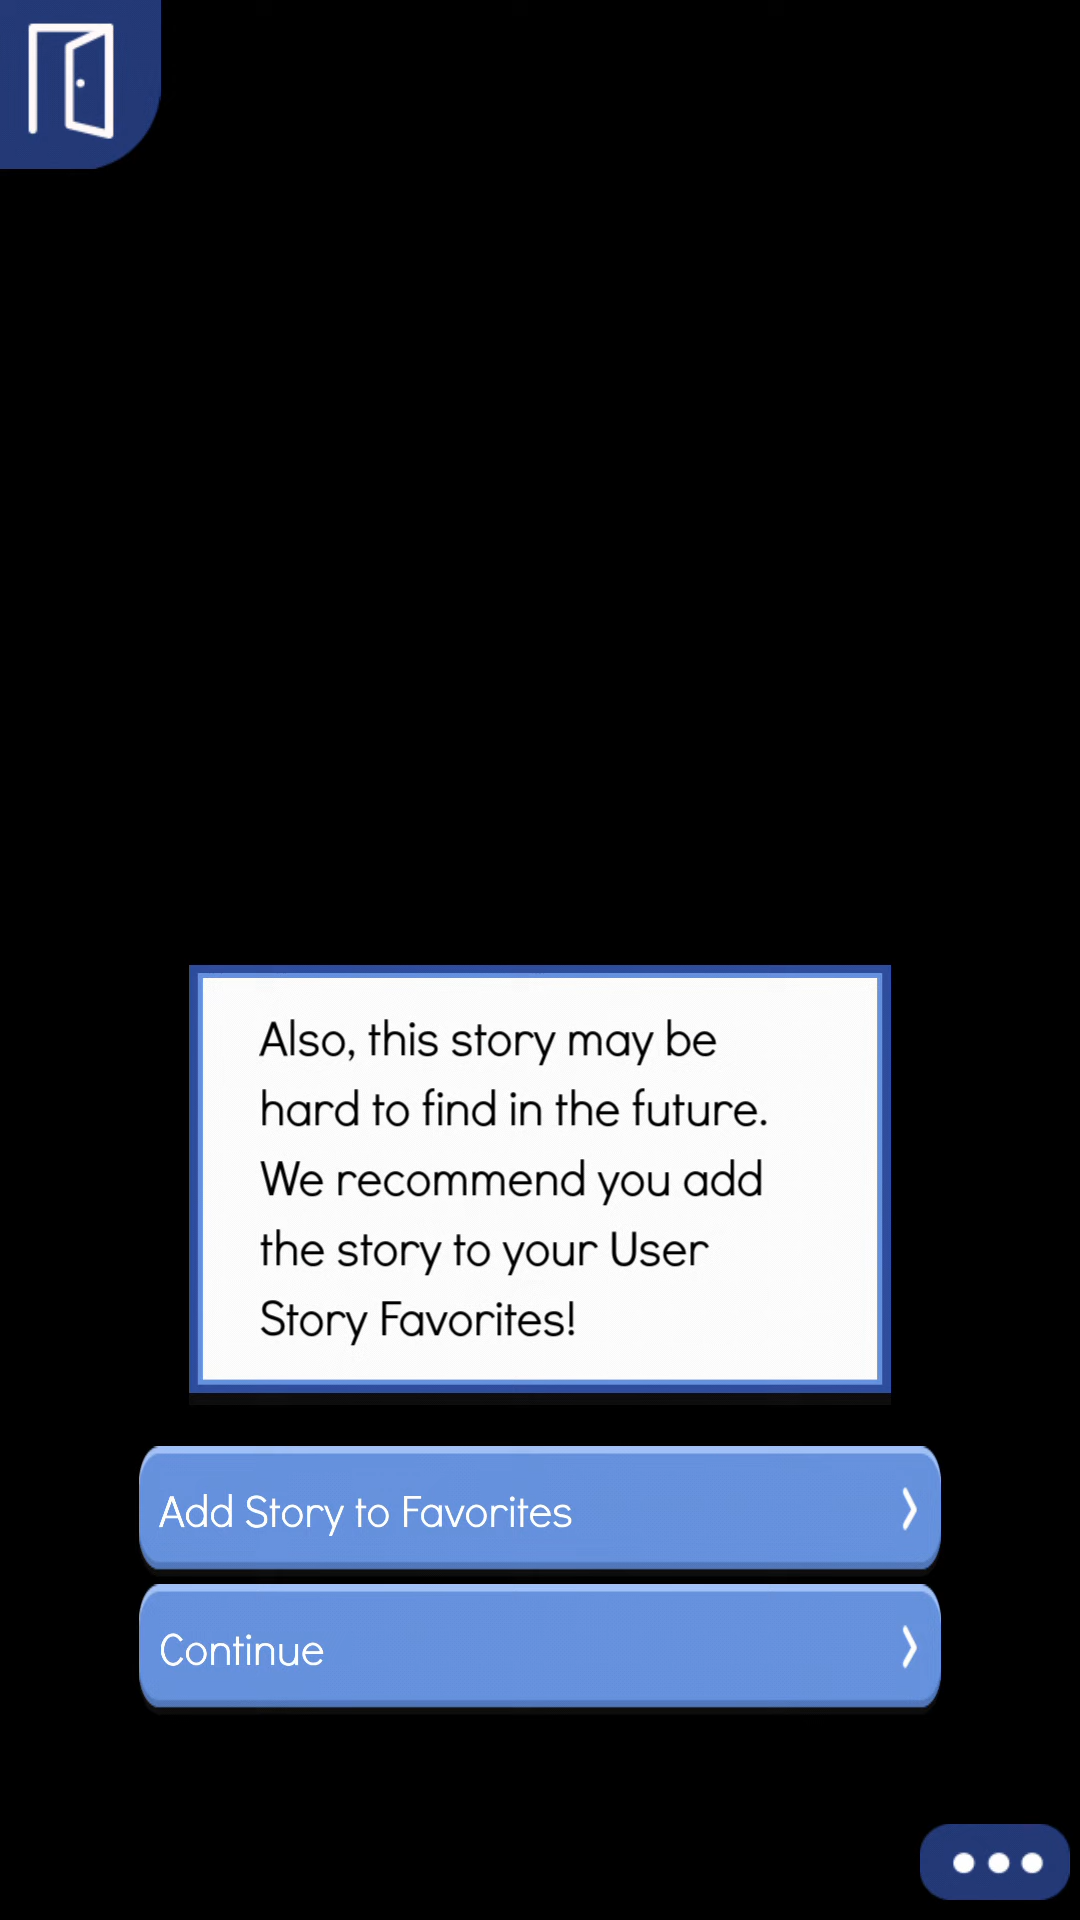 Also, this story may be
hard to find in the future.
We recommend you add
the story to your User
Story Favorites!
Add Story to Favorites
Continue